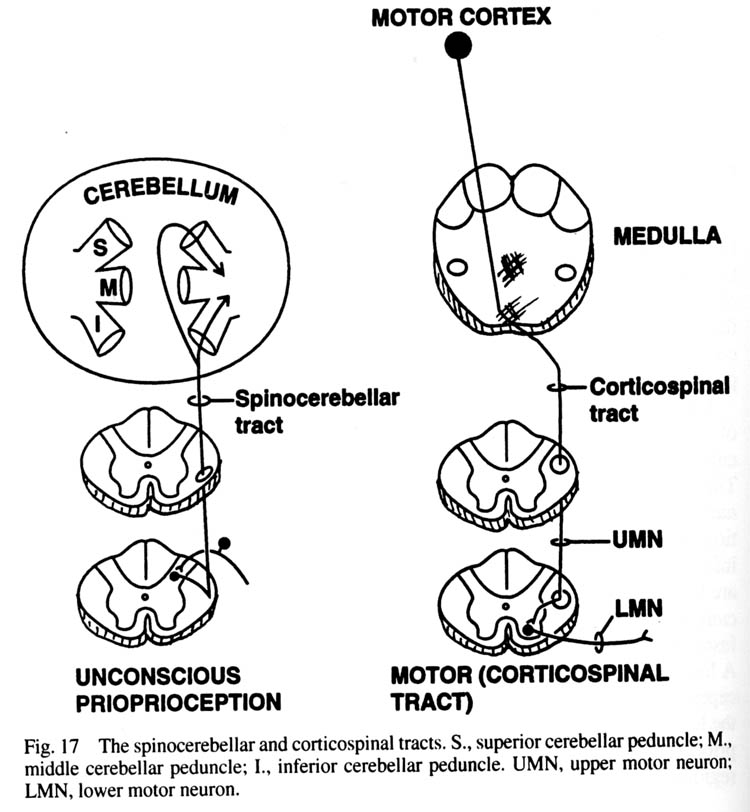 MOTOR CORTEX
CEREBELLUM
S
M
I
MEDULLA
Spinocerebellar
tract
Corticospinal
tract
UMN
LMN
UNCONSCIOUS
PRIOPRIOCEPTION
MOTOR (CORTICOSPINAL
TRACT)
Fig. 17 The spinocerebellar and corticospinal tracts. S., superior cerebellar peduncle; M.,
middle cerebellar peduncle; I., inferior cerebellar peduncle. UMN, upper motor neuron;
LMN, lower motor neuron.